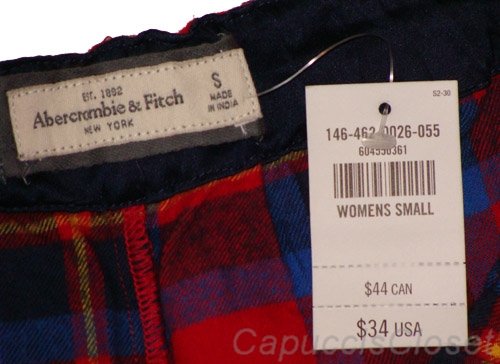 EST. 1892
Abercrombie & Fitch
NEW YORK
S
MADE
IN INDIA
S2-30
146-462-0026-055
604550361
WOMENS SMALL
$44 CAN
$34 USA
CapuccisCloset